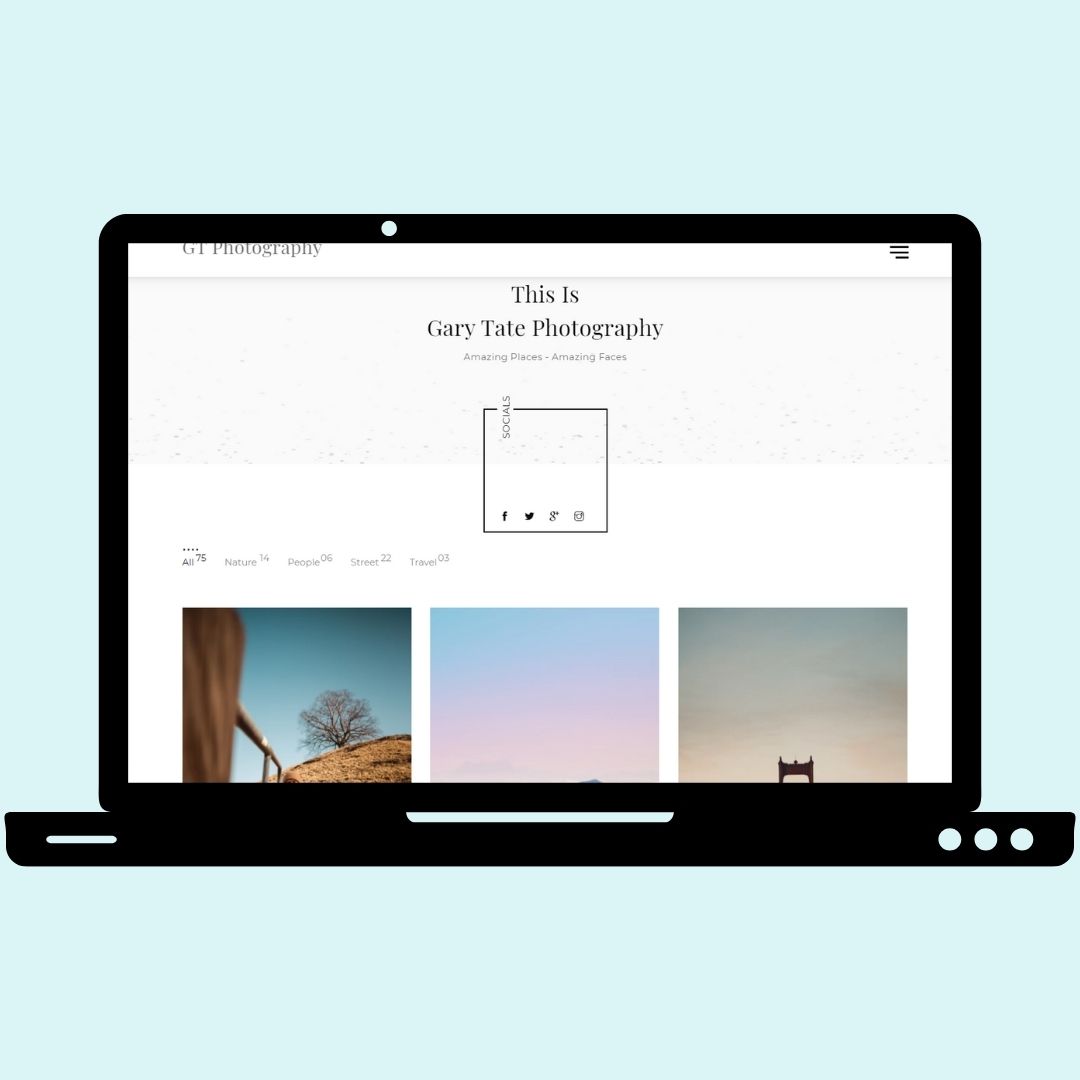 GT Photography
This Is
Gary Tate Photography
Amazing Places - Amazing Faces
SOCIALS
All 75 Nature 14 People 06 Street 22 Travel 03